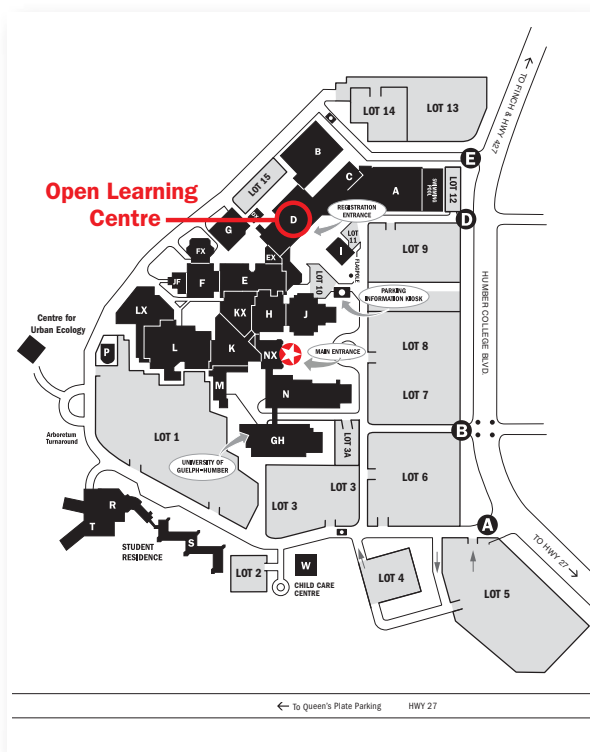 TO FINCH & HWY 427
LOT 14
LOT 13
B
E
C
LOT 15
A
SWIMMING
POOL
LOT 12
Open Learning
Centre
D
REGISTRATION
ENTRANCE
D
G
LOT
11
I
FLAGPOLE
LOT 9
FX
EX
JF
F
E
LOT 10
PARKING
INFORMATION KIOSK
HUMBER COLLEGE BLVD.
LX
KX
H
J
Centre for
Urban Ecology
P
L
K
NX
MAIN ENTRANCE
LOT 8
M
N
LOT 7
Arboretum
Turnaround
LOT 1
GH
LOT 3A
B
UNIVERSITY OF
GUELPH-HUMBER
LOT 6
LOT 3
LOT 3
R
T
A
STUDENT
RESIDENCE
S
TO HWY 27
LOT 2
W
CHILD CARE
CENTRE
LOT 4
LOT 5
To Queen's Plate Parking
HWY 27